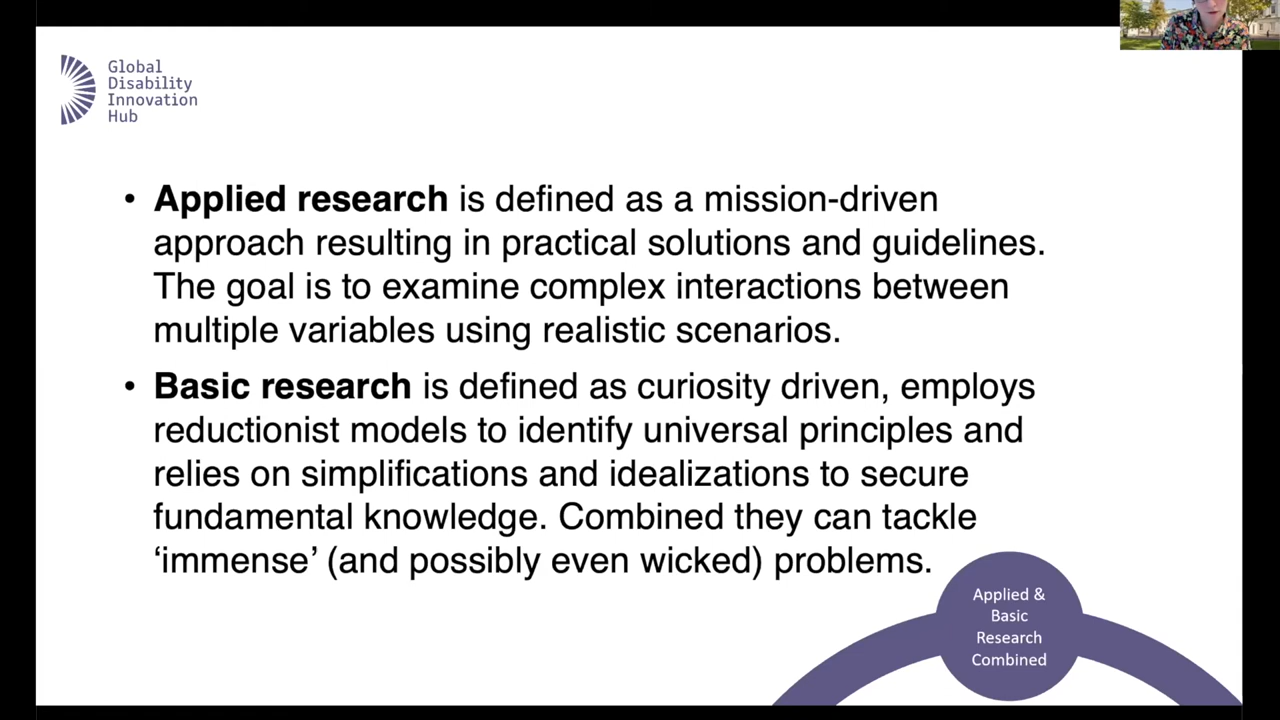 Global
Disability
Innovation
Hub
• Applied research is defined as a mission-driven
approach resulting in practical solutions and guidelines.
The goal is to examine complex interactions between
multiple variables using realistic scenarios.
• Basic research is defined as curiosity driven, employs
reductionist models to identify universal principles and
relies on simplifications and idealizations to secure
fundamental knowledge. Combined they can tackle
‘immense’ (and possibly even wicked) problems.
Applied &
Basic
Research
Combined